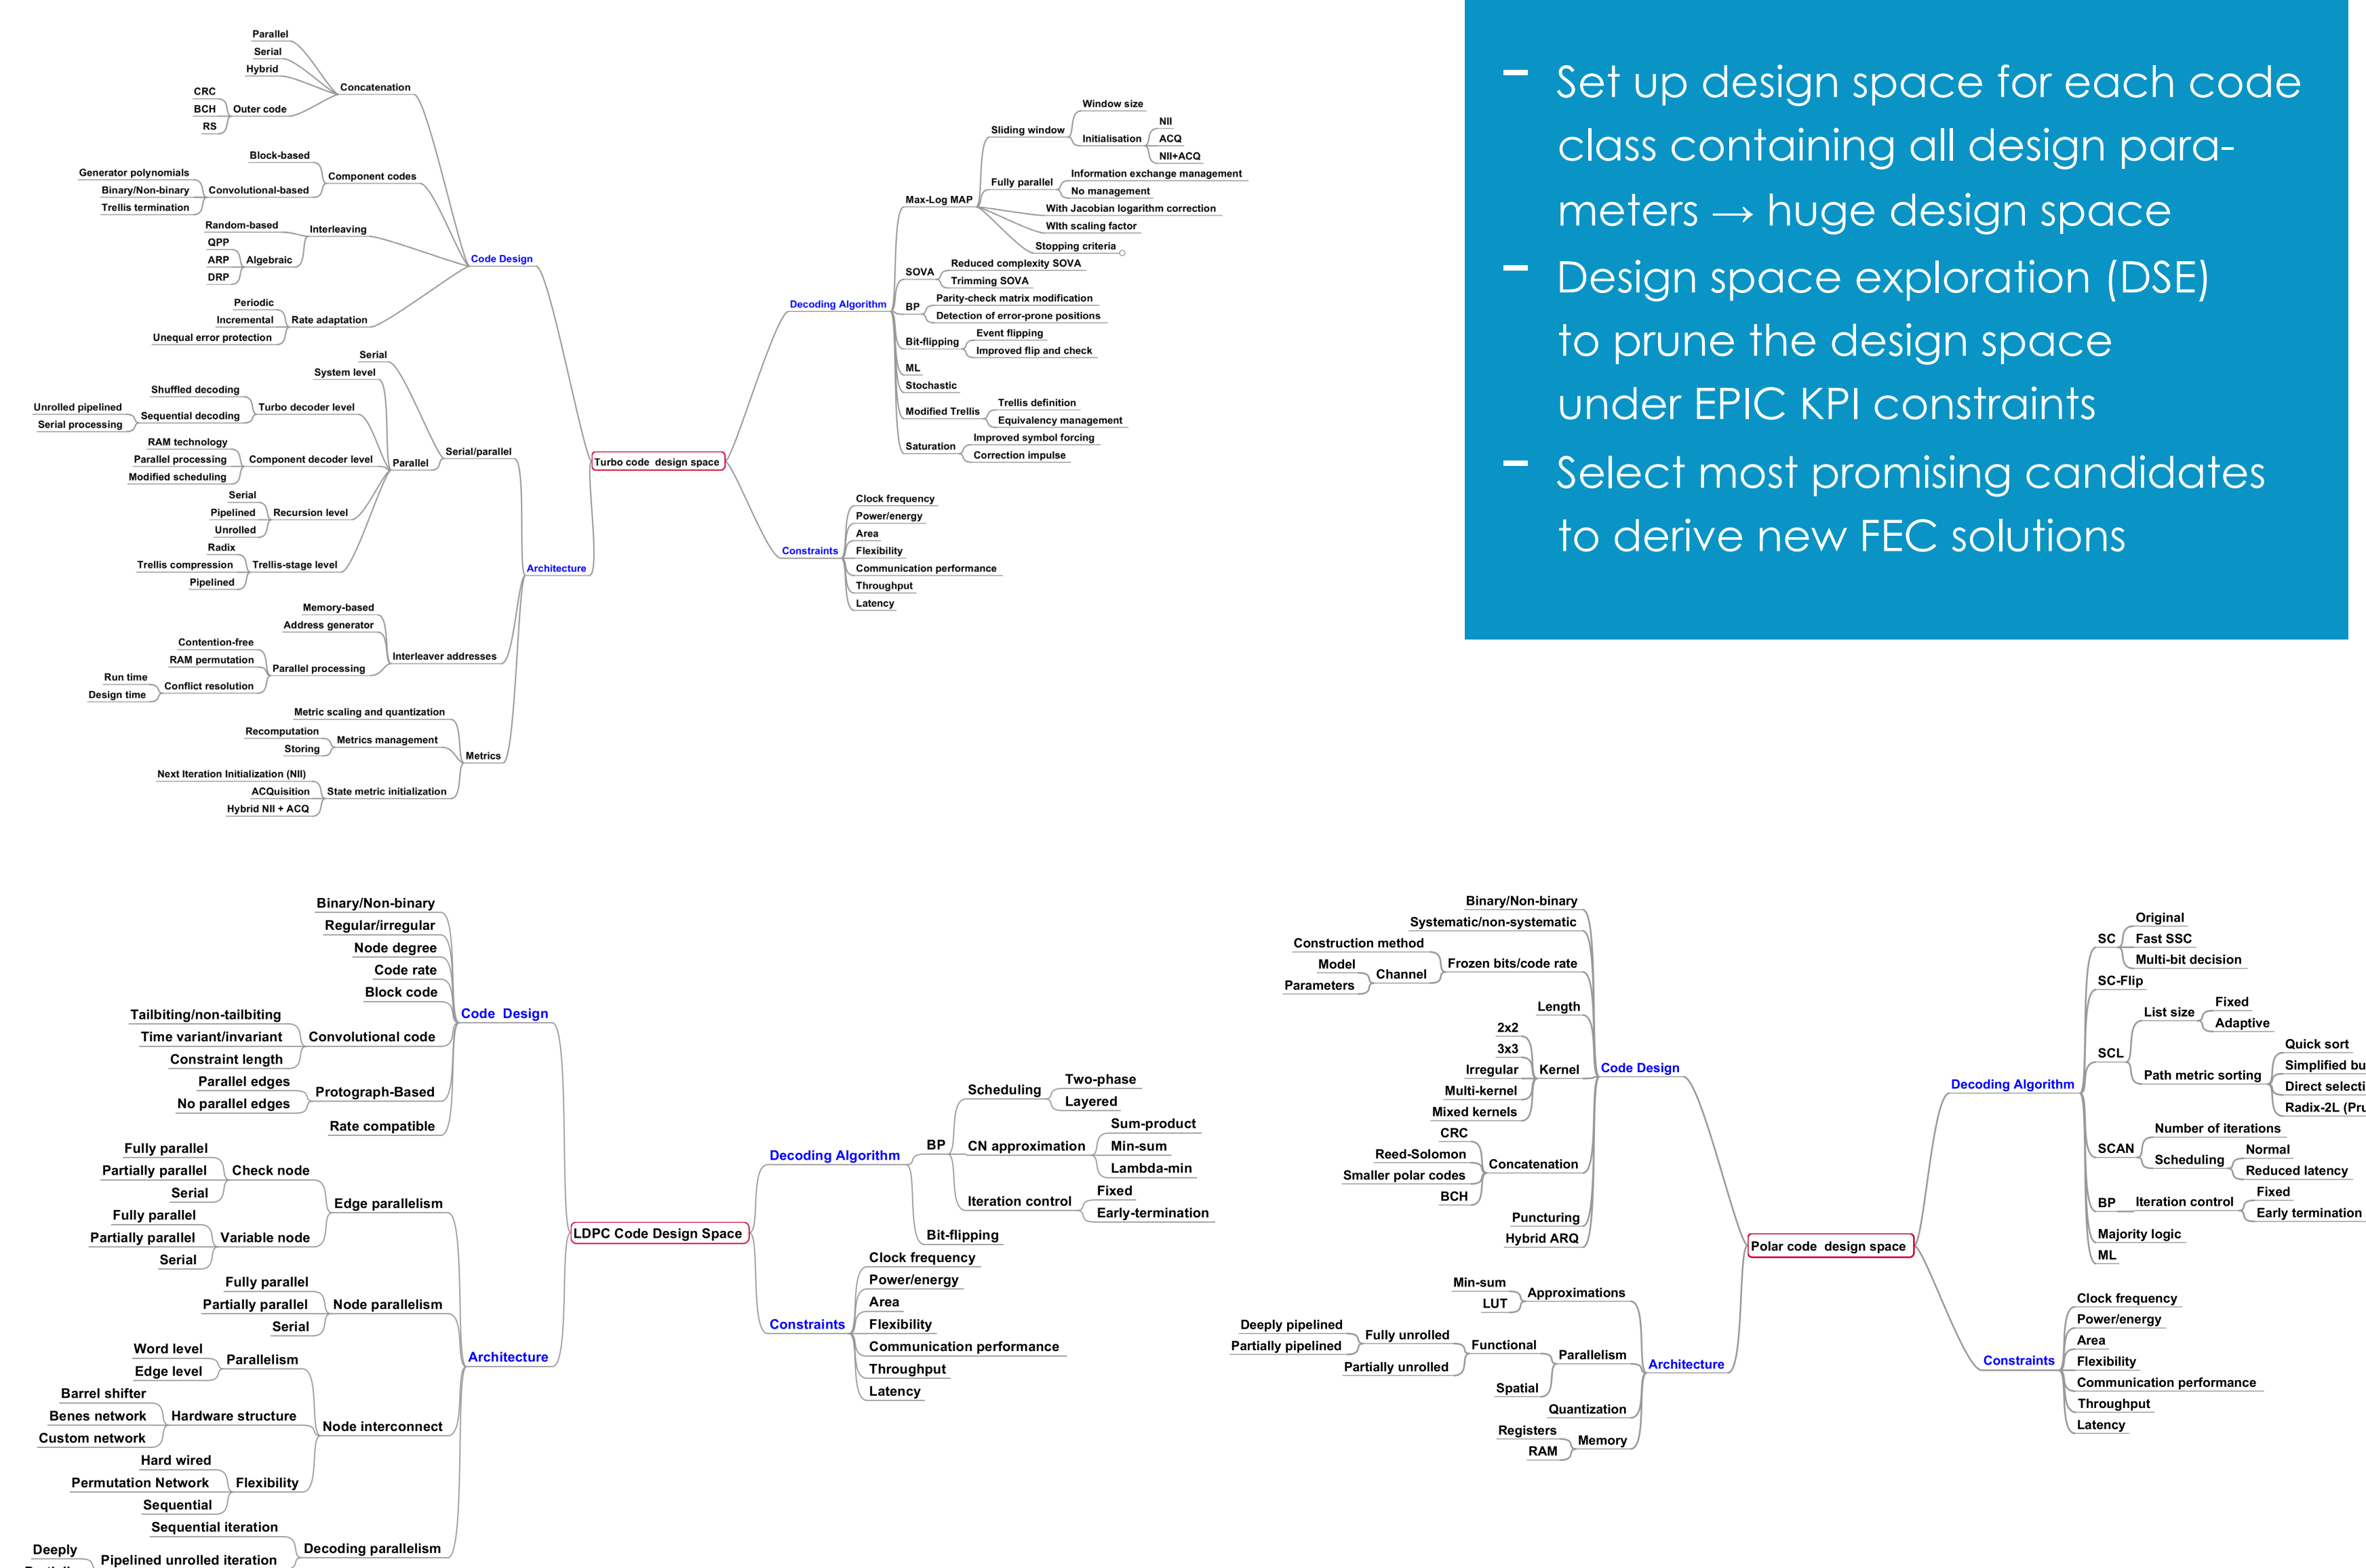 Parallel
Serial
Hybrid
Concatenation
CRC
BCH
RS
Outer code
Block-based
Component codes
Generator polynomials
Binary/Non-binary
Trellis termination
Convolutional-based
Random-based
Interleaving
QPP
ARP
DRP
Algebraic
Periodic
Incremental
Unequal error protection
Rate adaptation
Code Design
Serial
System level
Shuffled decoding
Unrolled pipelined
Serial processing
Sequential decoding
Turbo decoder level
RAM technology
Parallel processing
Modified scheduling
Component decoder level
Parallel
Serial/parallel
Serial
Pipelined
Unrolled
Recursion level
Radix
Trellis compression
Pipelined
Trellis-stage level
Architecture
Memory-based
Address generator
Contention-free
RAM permutation
Run time
Design time
Conflict resolution
Parallel processing
Interleaver addresses
Metric scaling and quantization
Recomputation
Storing
Metrics management
Metrics
Next Iteration Initialization (NII)
ACQuisition
Hybrid NII + ACQ
State metric initialization
Turbo code design space
Decoding Algorithm
Max-Log MAP
Sliding window
Window size
Initialisation
NII
ACQ
NII+ACQ
Fully parallel
Information exchange management
No management
With Jacobian logarithm correction
WIth scaling factor
Stopping criteria
SOVA
Reduced complexity SOVA
Trimming SOVA
BP
Parity-check matrix modification
Detection of error-prone positions
Bit-flipping
Event flipping
Improved flip and check
ML
Stochastic
Modified Trellis
Trellis definition
Equivalency management
Saturation
Improved symbol forcing
Correction impulse
Constraints
Clock frequency
Power/energy
Area
Flexibility
Communication performance
Throughput
Latency
– Set up design space for each code
class containing all design para-
meters → huge design space
– Design space exploration (DSE)
to prune the design space
under EPIC KPI constraints
– Select most promising candidates
to derive new FEC solutions
Binary/Non-binary
Regular/irregular
Node degree
Code rate
Block code
Tailbiting/non-tailbiting
Time variant/invariant
Constraint length
Convolutional code
Parallel edges
No parallel edges
Protograph-Based
Rate compatible
Code Design
Fully parallel
Partially parallel
Serial
Check node
Edge parallelism
Fully parallel
Partially parallel
Serial
Variable node
Fully parallel
Partially parallel
Serial
Node parallelism
Word level
Edge level
Parallelism
Architecture
Barrel shifter
Benes network
Custom network
Hardware structure
Node interconnect
Hard wired
Permutation Network
Sequential
Flexibility
Sequential iteration
Deeply
Pipelined unrolled iteration
Decoding parallelism
LDPC Code Design Space
Decoding Algorithm
BP
Scheduling
Two-phase
Layered
CN approximation
Sum-product
Min-sum
Lambda-min
Iteration control
Fixed
Early-termination
Bit-flipping
Constraints
Clock frequency
Power/energy
Area
Flexibility
Communication performance
Throughput
Latency
Binary/Non-binary
Systematic/non-systematic
Construction method
Model
Parameters
Channel
Frozen bits/code rate
Length
2x2
3x3
Irregular
Multi-kernel
Mixed kernels
Kernel
Code Design
CRC
Reed-Solomon
Smaller polar codes
BCH
Concatenation
Puncturing
Hybrid ARQ
Min-sum
LUT
Approximations
Deeply pipelined
Partially pipelined
Fully unrolled
Partially unrolled
Functional
Spatial
Parallelism
Architecture
Quantization
Registers
RAM
Memory
Polar code design space
Decoding Algorithm
SC
Original
Fast SSC
Multi-bit decision
SC-Flip
SCL
List size
Fixed
Adaptive
Path metric sorting
Quick sort
Simplified
Direct
Radix-2L
SCAN
Number of iterations
Scheduling
Normal
Reduced latency
BP
Iteration control
Fixed
Early termination
Majority logic
ML
Constraints
Clock frequency
Power/energy
Area
Flexibility
Communication performance
Throughput
Latency